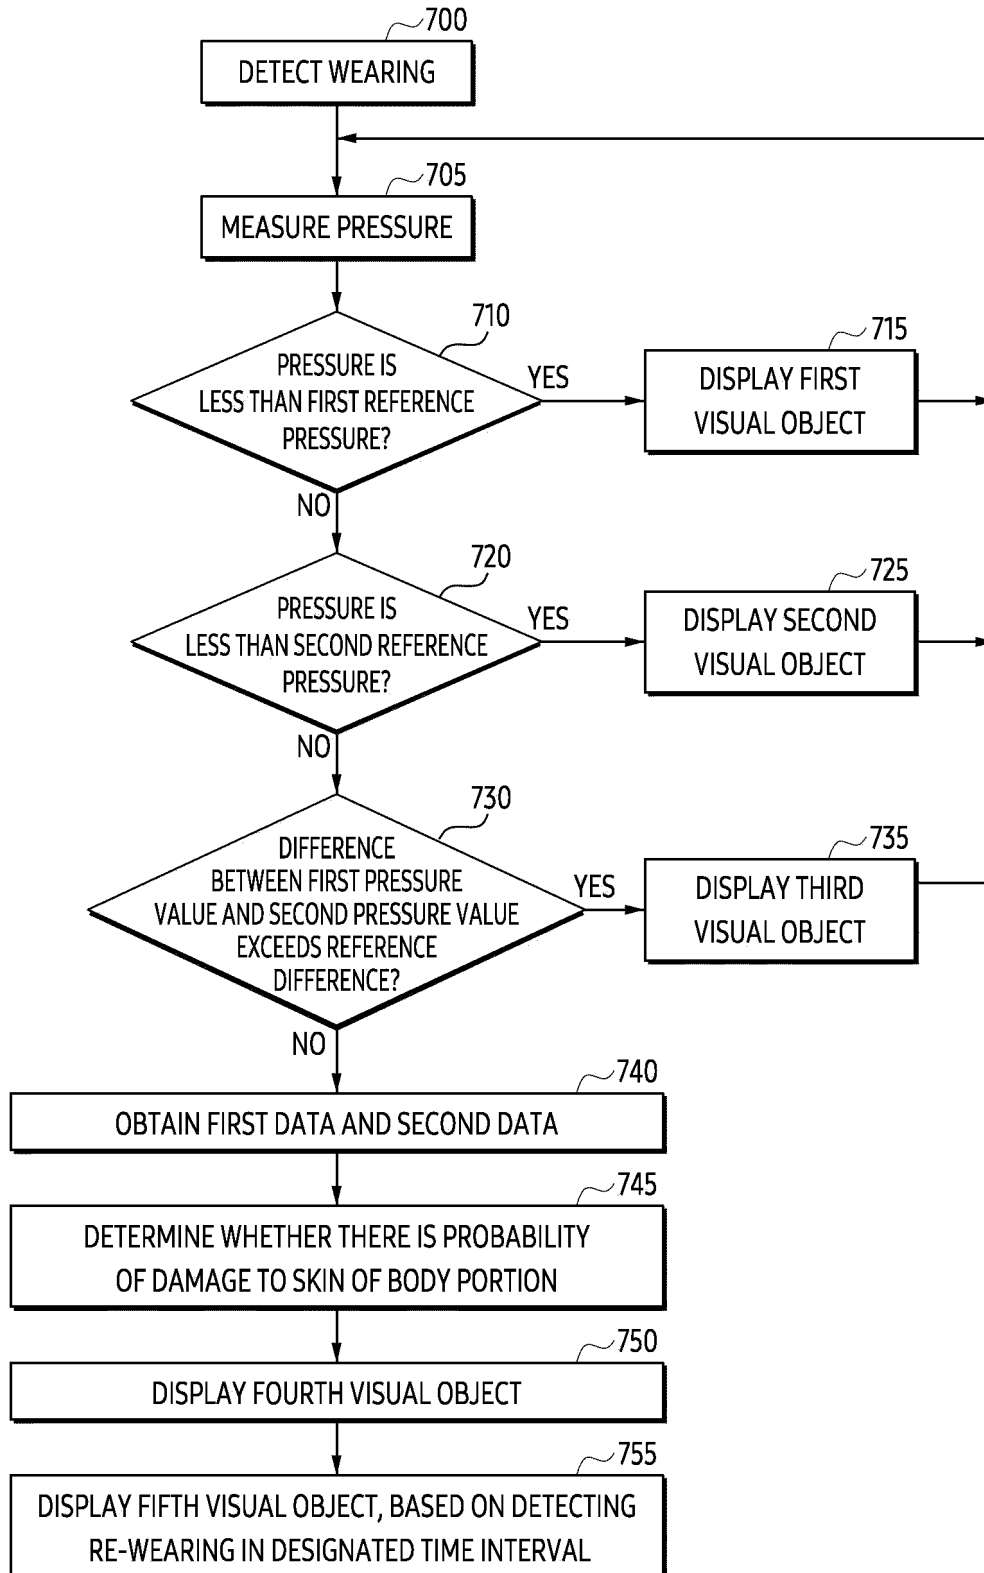 700
DETECT WEARING
705
MEASURE PRESSURE
710
PRESSURE IS
LESS THAN FIRST REFERENCE
PRESSURE?
YES
715
DISPLAY FIRST
VISUAL OBJECT
NO
720
PRESSURE IS
LESS THAN SECOND REFERENCE
PRESSURE?
YES
725
DISPLAY SECOND
VISUAL OBJECT
NO
730
DIFFERENCE
BETWEEN FIRST PRESSURE
VALUE AND SECOND PRESSURE VALUE
EXCEEDS REFERENCE
DIFFERENCE?
YES
735
DISPLAY THIRD
VISUAL OBJECT
NO
740
OBTAIN FIRST DATA AND SECOND DATA
745
DETERMINE WHETHER THERE IS PROBABILITY
OF DAMAGE TO SKIN OF BODY PORTION
750
DISPLAY FOURTH VISUAL OBJECT
755
DISPLAY FIFTH VISUAL OBJECT, BASED ON DETECTING
RE-WEARING IN DESIGNATED TIME INTERVAL